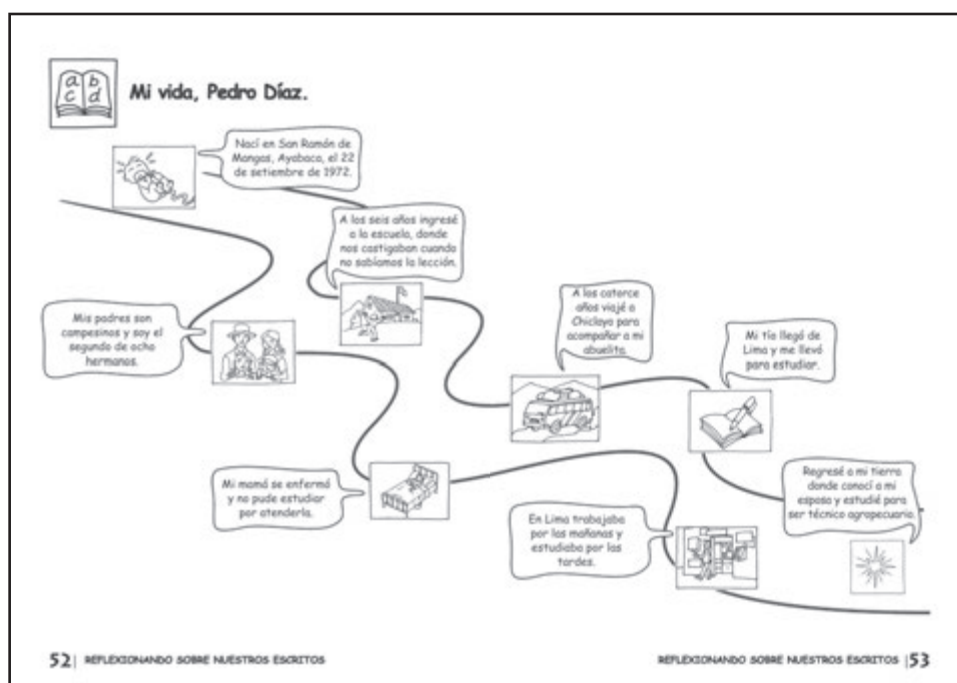 a b
c d
Mi vida, Pedro Díaz.
Nací en San Ramón de
Mangas, Ayabaca, el 22
de setiembre de 1972.
A los seis años ingresé
a la escuela, donde
nos castigaban cuando
no sabíamos la lección.
Mis padres son
campesinos y soy el
segundo de ocho
hermanos.
A los catorce
años viajé a
Chiclayo para
acompañar a mi
abuelita.
Mi tío llegó de
Lima y me llevó
para estudiar.
Mi mamá se enfermó
y no pude estudiar
por atenderla.
En Lima trabajaba
por las mañanas y
estudiaba por las
tardes.
Regresé a mi tierra
donde conocí a mi
esposa y estudié para
ser técnico agropecuario.
52| REFLEXIONANDO SOBRE NUESTROS ESCRITOS
REFLEXIONANDO SOBRE NUESTROS ESCRITOS |53